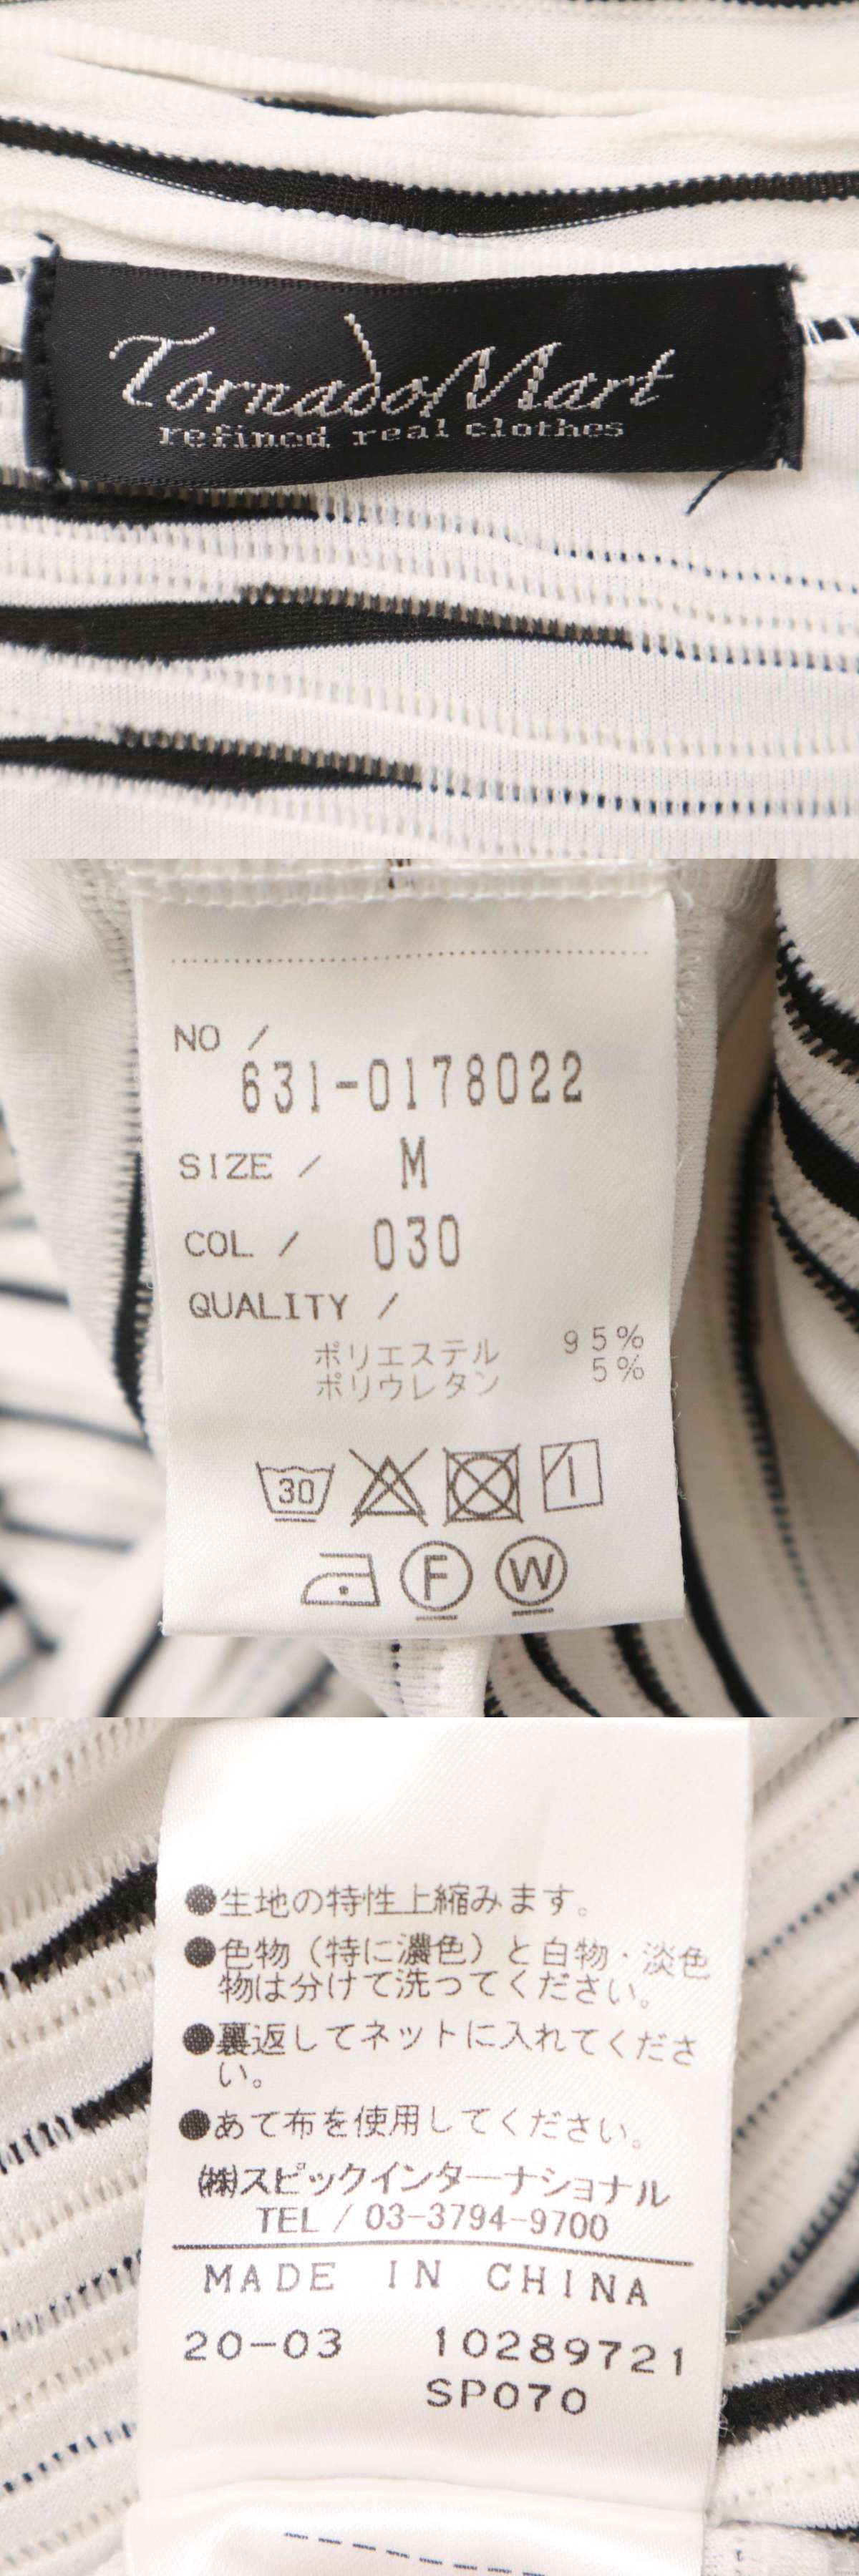 TornadoMart
refined real clothes
NO /
631-0178022
SIZE / M
COL / 030
QUALITY /
ポリエステル 95%
ポリウレタン 5%
30
F W
●生地の特性上縮みます。
●色物（特に濃色）と白物・淡色
物は分けて洗ってください。
●裏返してネットに入れてくださ
い。
●あて布を使用してください。
㈱スピックインターナショナル
TEL / 03-3794-9700
MADE IN CHINA
20-03 10289721
SP070